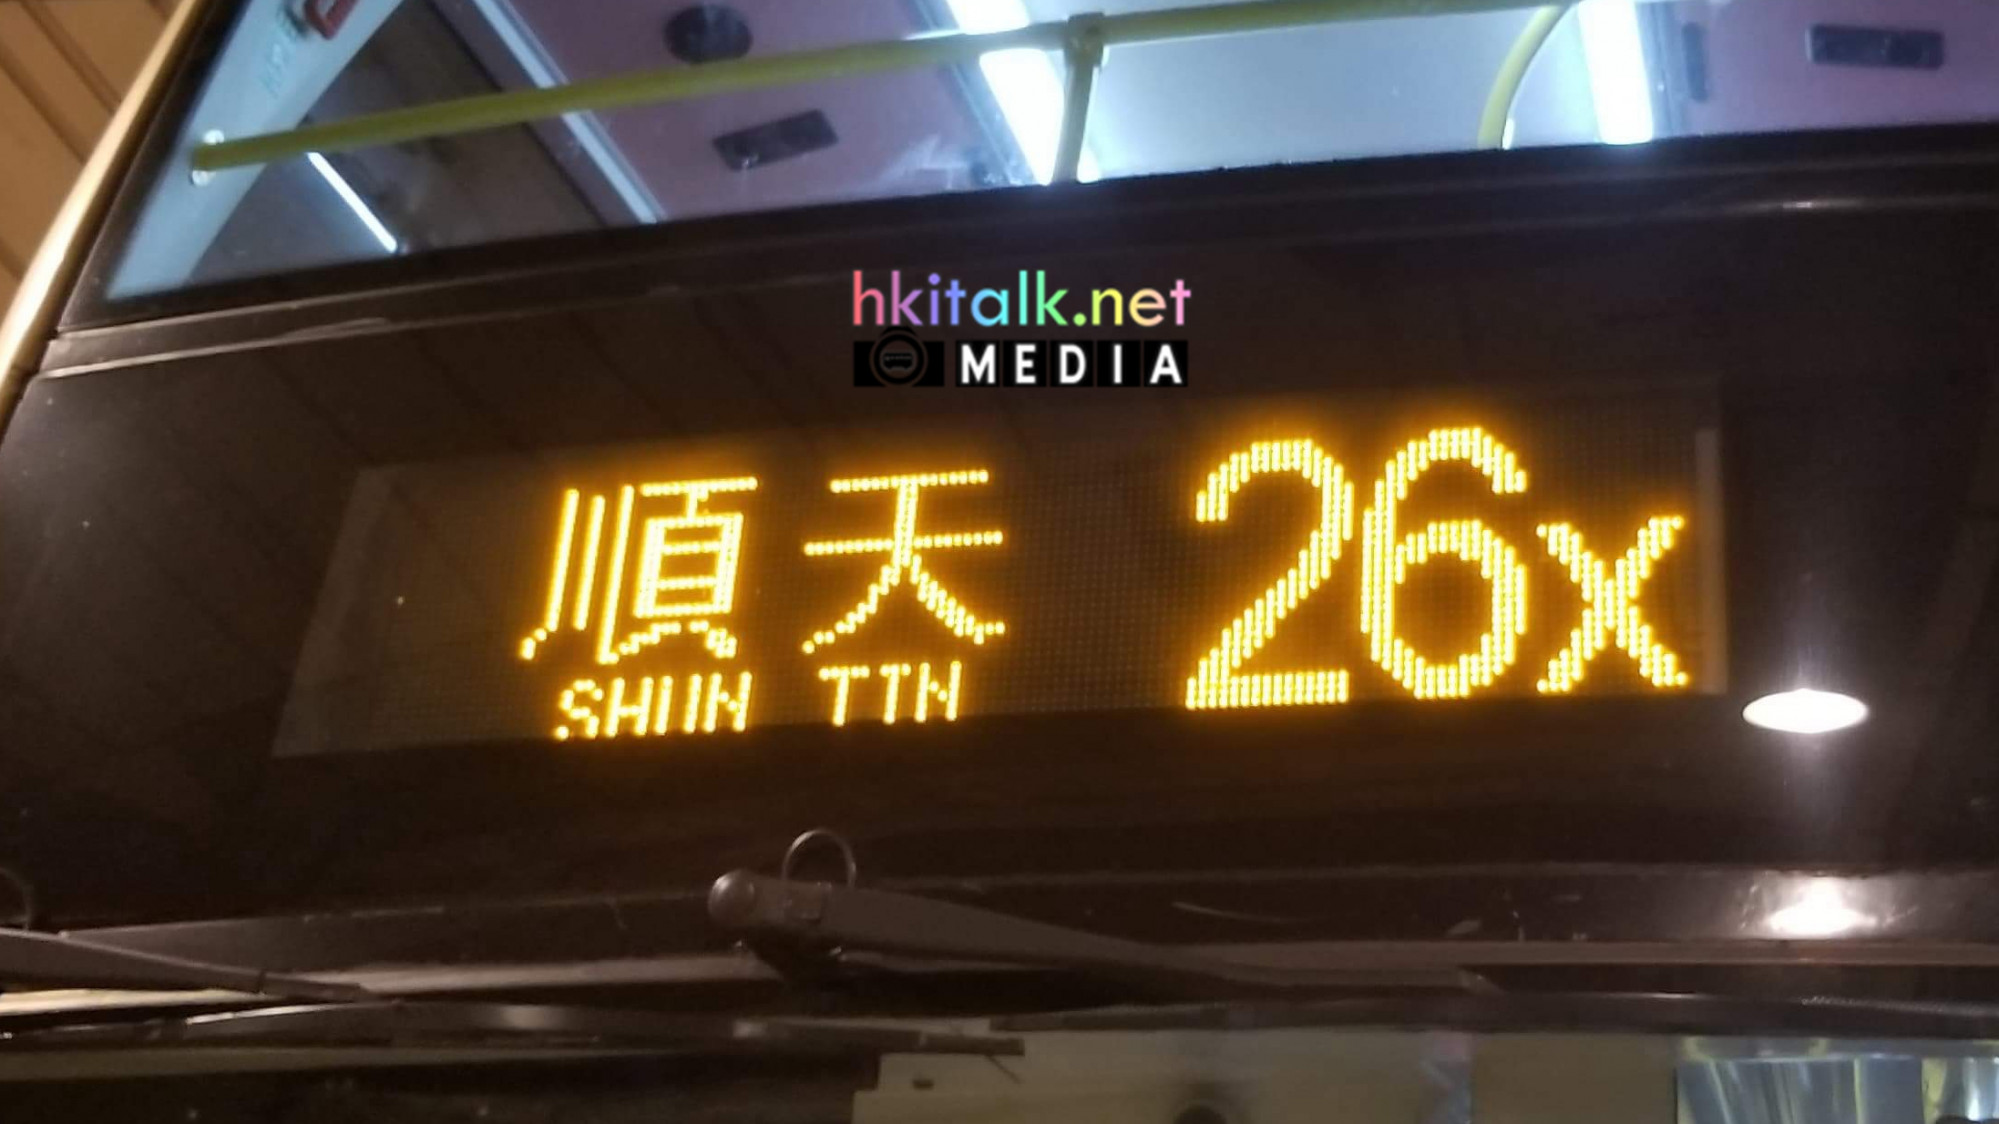 hkitalk.net
MEDIA
順天 26x
SHUN TIN